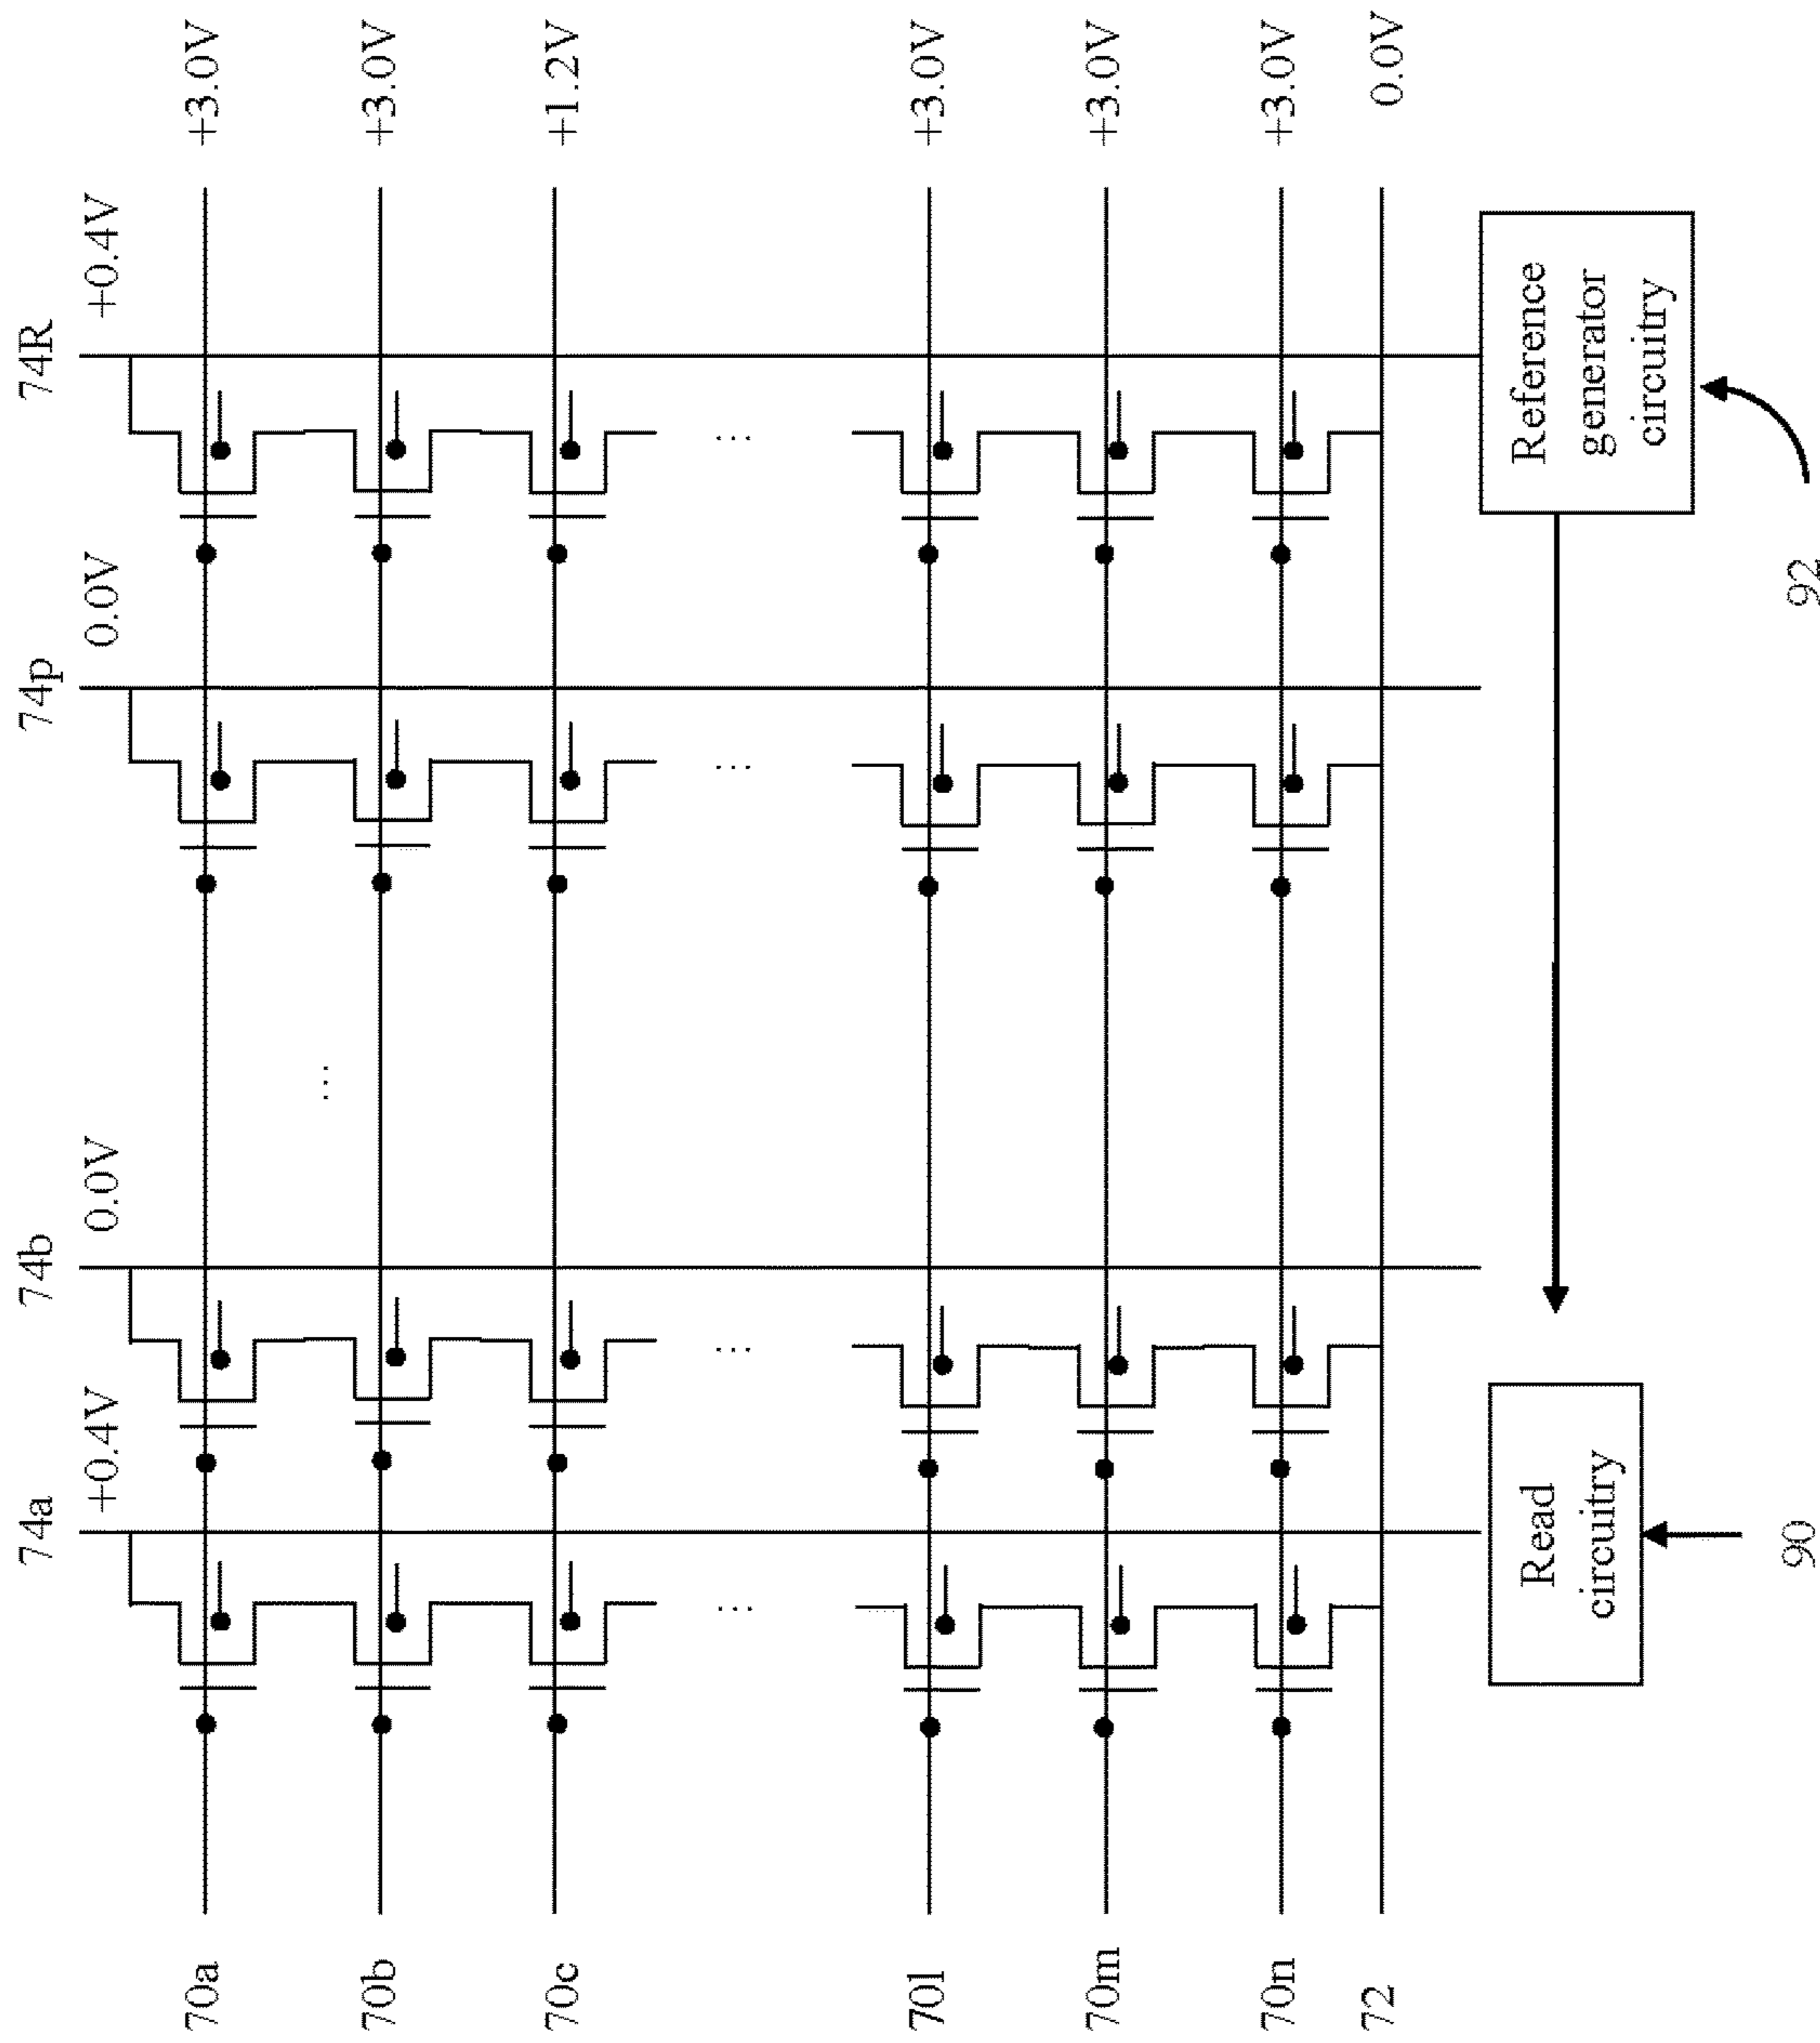 74a
+0.4V
74b
0.0V
74p
0.0V
74R
+0.4V
70a
+3.0V
70b
+3.0V
...
70c
+1.2V
...
...
...
...
70l
+3.0V
70m
+3.0V
70n
+3.0V
72
0.0V
Read
circuitry
Reference
generator
circuitry
90
92